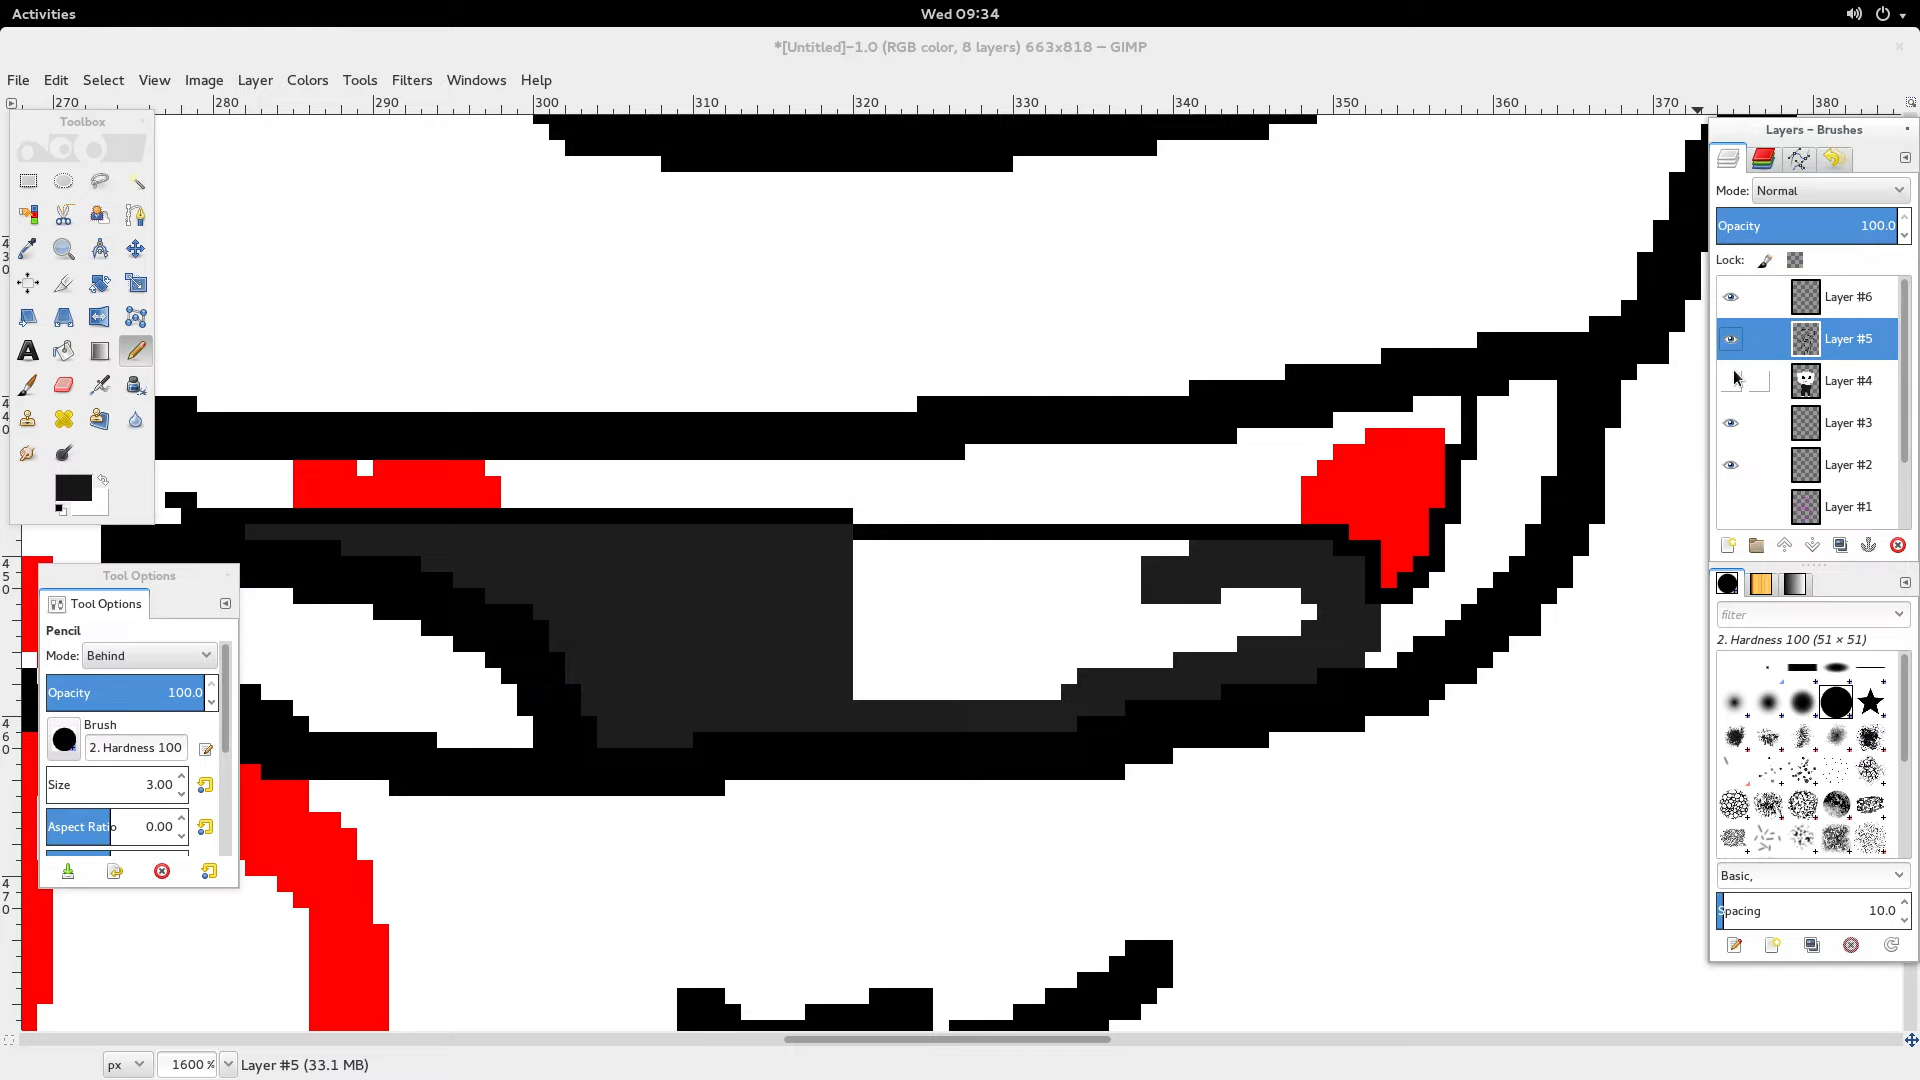 Activities
Wed 09:34
*[Untitled]-1.0 (RGB color, 8 layers) 663x818 – GIMP
File Edit Select View Image Layer Colors Tools Filters Windows Help
270 280 290 300 310 320 330 340 350 360 370 380
Toolbox
430
440
450
460
470
Tool Options
Tool Options
Pencil
Mode: Behind
Opacity 100.0
Brush
2. Hardness 100
Size 3.00
Aspect Ratio 0.00
Layers – Brushes
Mode: Normal
Opacity 100.0
Lock:
Layer #6
Layer #5
Layer #4
Layer #3
Layer #2
Layer #1
filter
2. Hardness 100 (51 × 51)
Basic,
Spacing 10.0
px 1600 % Layer #5 (33.1 MB)